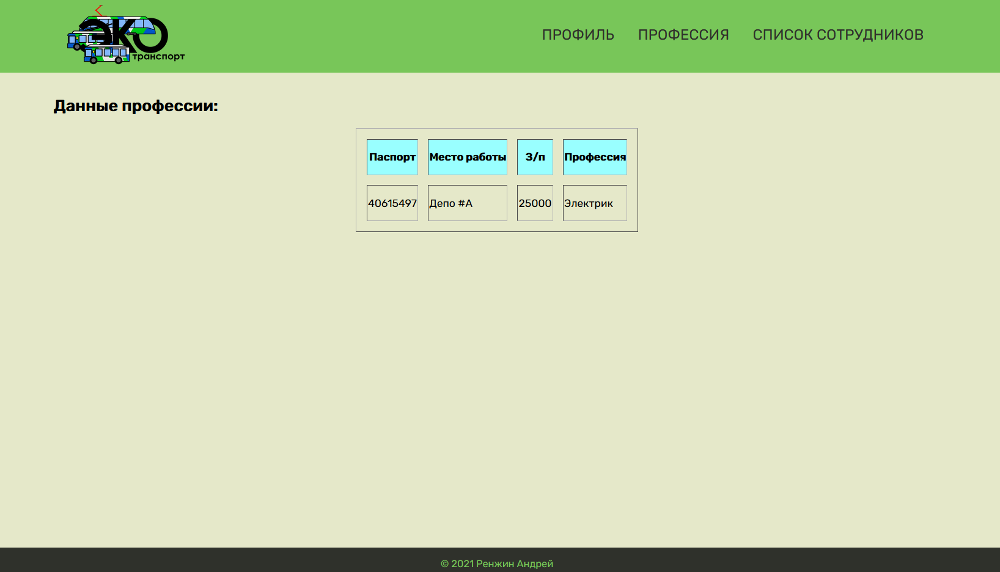 ЭКО
транспорт
ПРОФИЛЬ ПРОФЕССИЯ СПИСОК СОТРУДНИКОВ
Данные профессии:
Паспорт Место работы З/п Профессия
40615497 Депо #А 25000 Электрик
© 2021 Ренжин Андрей